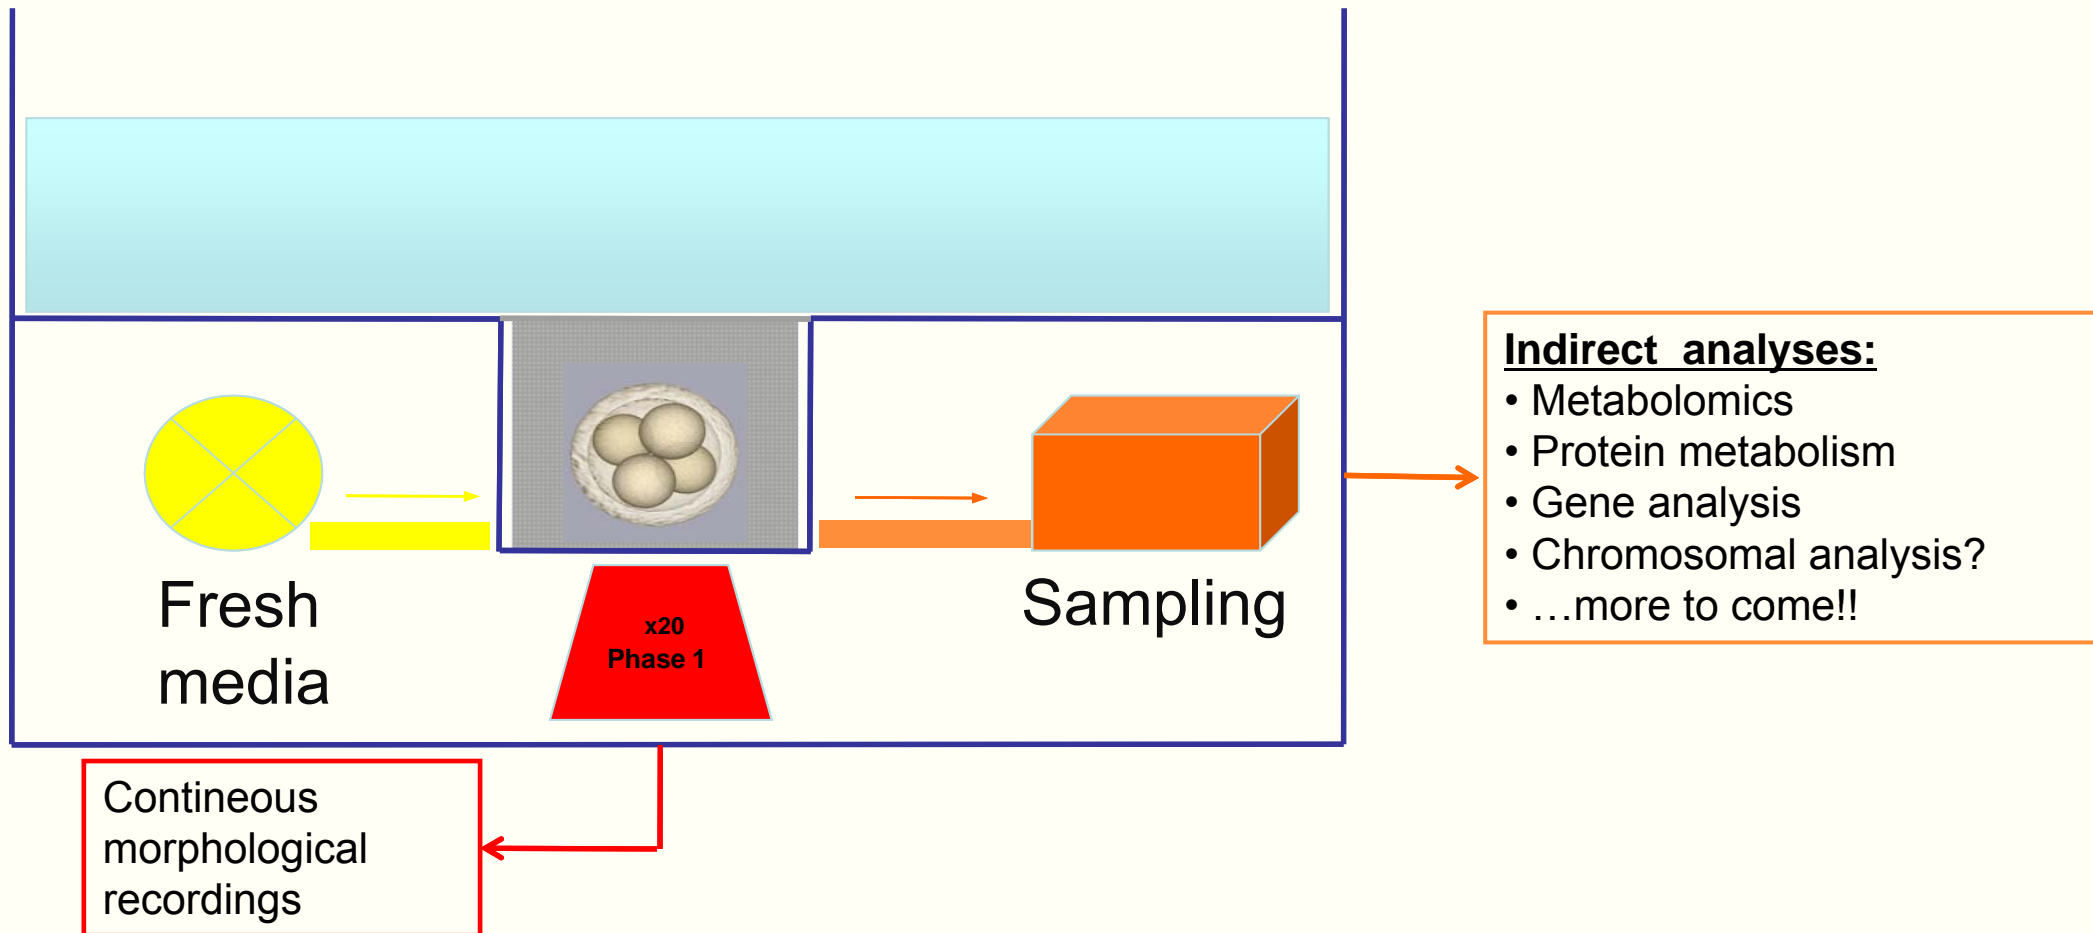 Fresh
media
x20
Phase 1
Sampling
Indirect analyses:
• Metabolomics
• Protein metabolism
• Gene analysis
• Chromosomal analysis?
• …more to come!!
Contineous
morphological
recordings